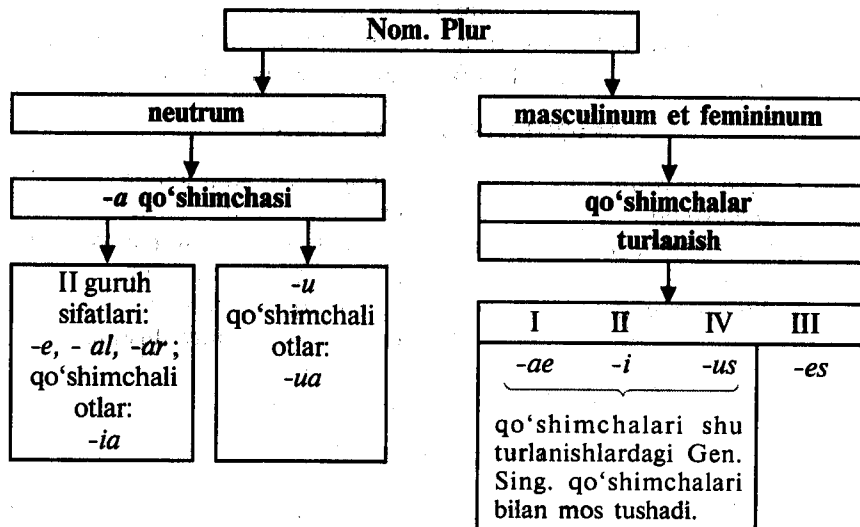 Nom. Plur
neutrum
masculinum et femininum
-a qo‘shimchasi
qo‘shimchalar
turlanish
II guruh
sifatlari:
-e, - al, -ar ;
qo‘shimchali
otlar:
-ia
-u
qo‘shimchali
otlar:
-ua
I II IV III
-ae -i -us -es
qo‘shimchalari shu
turlanishlardagi Gen.
Sing. qo‘shimchalari
bilan mos tushadi.